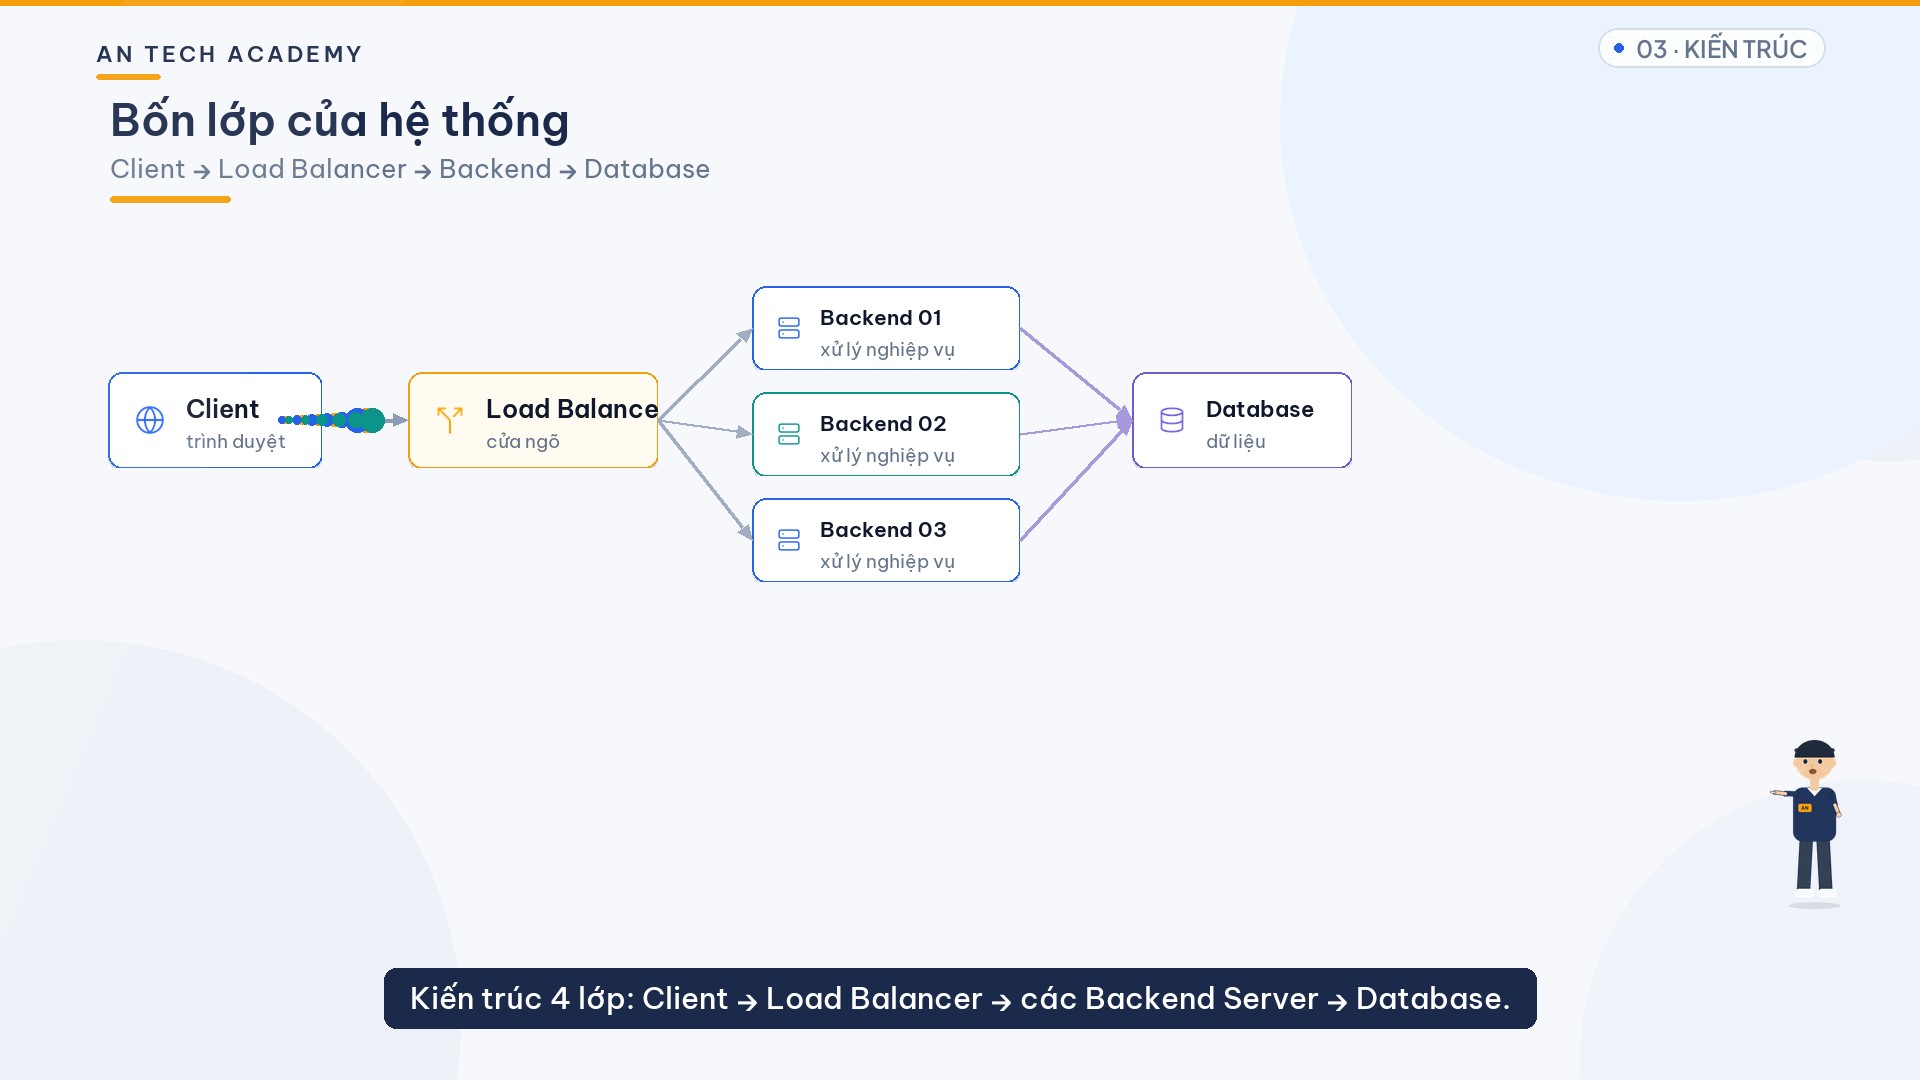 AN TECH ACADEMY
03 · KIẾN TRÚC
Bốn lớp của hệ thống
Client → Load Balancer → Backend → Database
Client
trình duyệt
Load Balance
cửa ngõ
Backend 01
xử lý nghiệp vụ
Backend 02
xử lý nghiệp vụ
Backend 03
xử lý nghiệp vụ
Database
dữ liệu
AN
Kiến trúc 4 lớp: Client → Load Balancer → các Backend Server → Database.